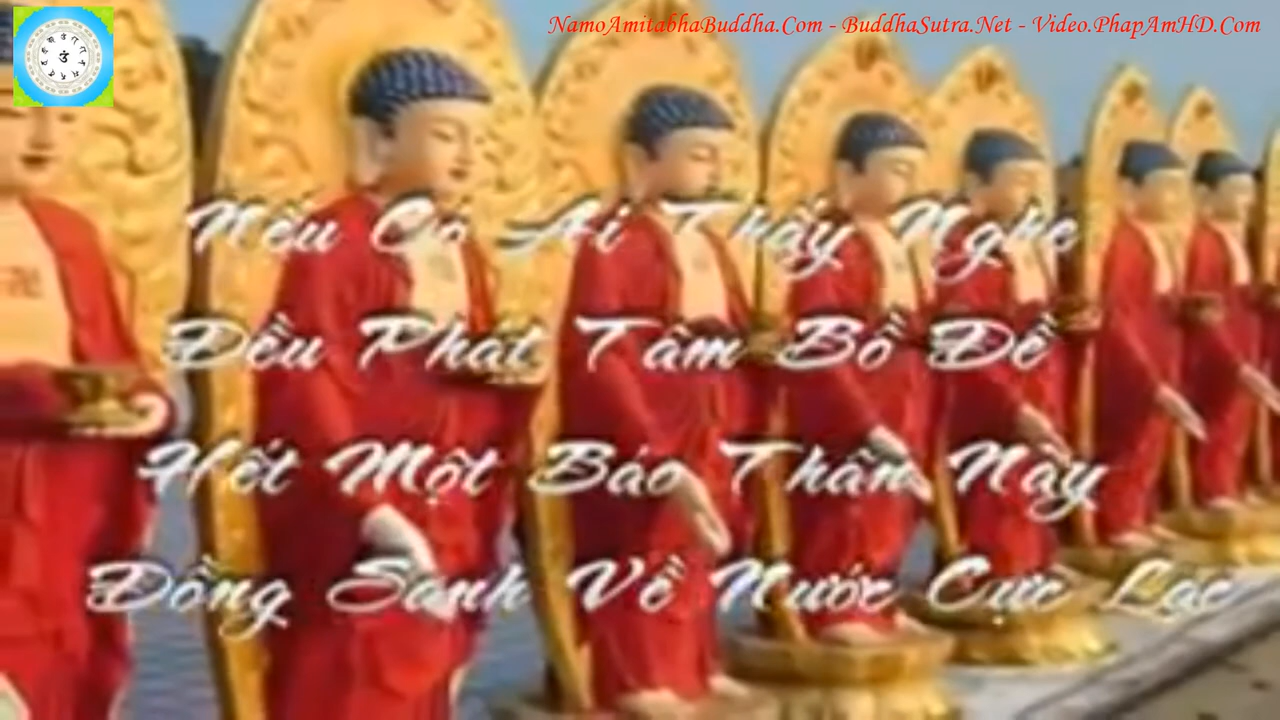 NamoAmitabhaBuddha.Com - BuddhaSutra.Net - Video.PhapAmHD.Com
Nếu Có Ai Thấy Nghe
Đều Phát Tâm Bồ Đề
Hết Một Báo Thân Này
Đồng Sanh Về Nước Cực Lạc